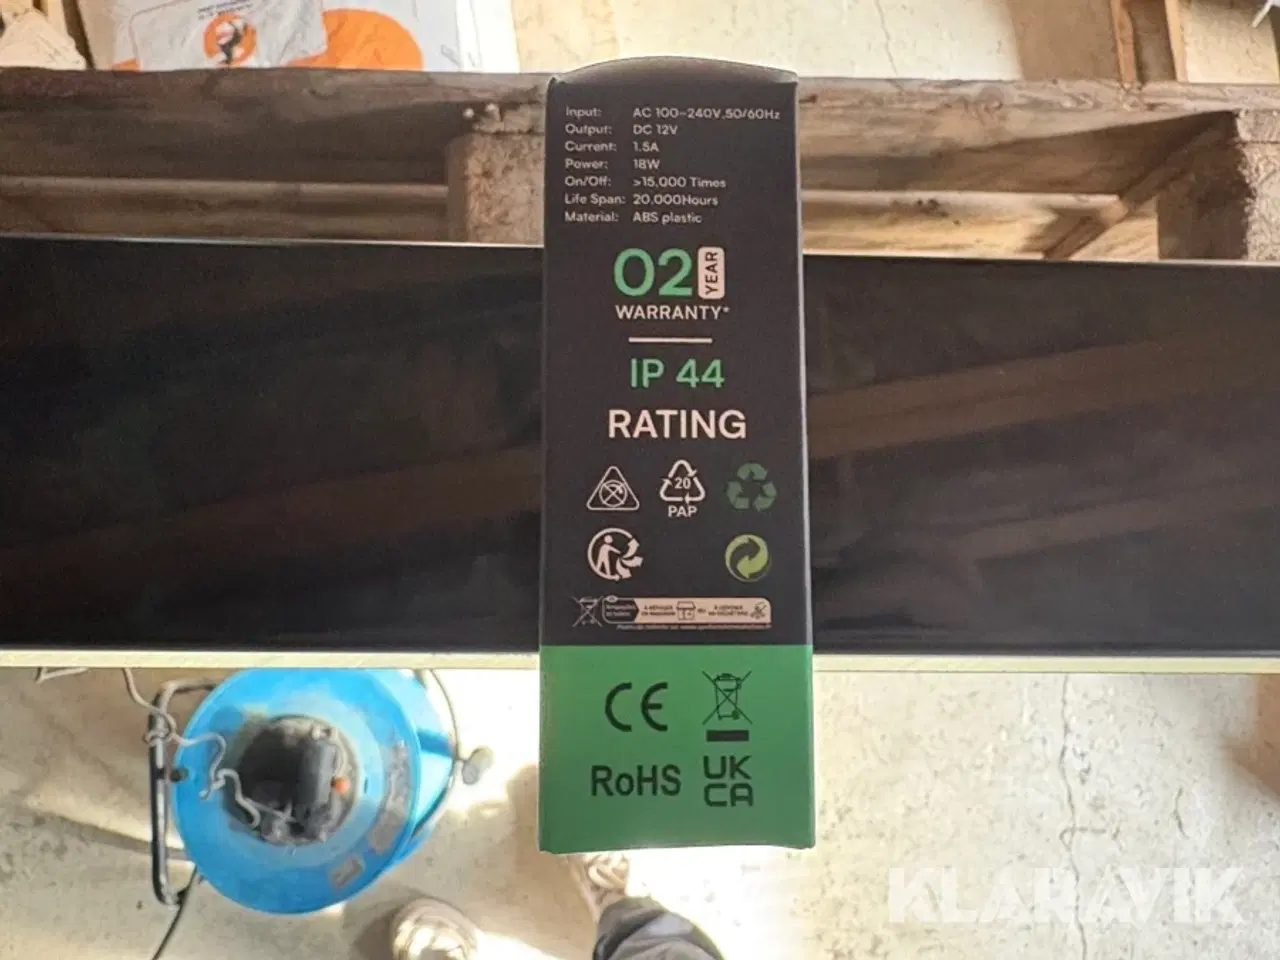 Input: AC 100-240V,50/60Hz
Output: DC 12V
Current: 1.5A
Power: 18W
On/Off: >15,000 Times
Life Span: 20,000Hours
Material: ABS plastic
02 YEAR
WARRANTY*
IP 44
RATING
20
PAP
CE
RoHS
UK
CA
KLARAVIK